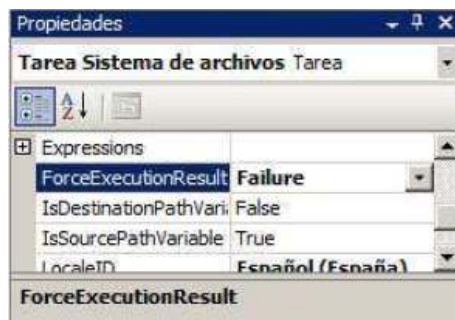 Propiedades
Tarea Sistema de archivos Tarea
Expressions
ForceExecutionResult Failure
IsDestinationPathVari False
IsSourcePathVariable True
LocaleID Español (España)
ForceExecutionResult